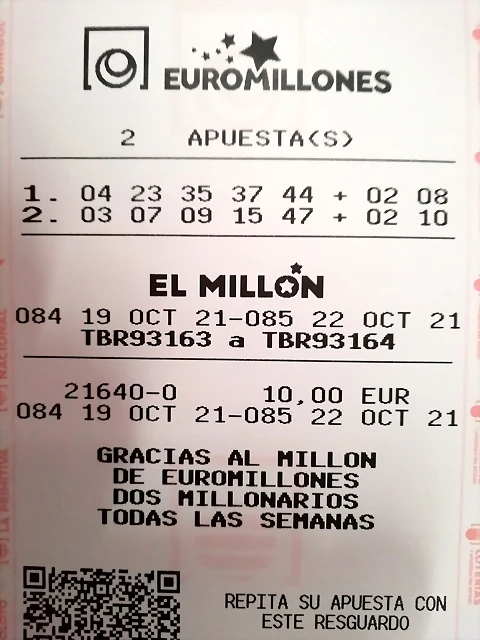 EUROMILLONES
2 APUESTA(S)
1. 04 23 35 37 44 + 02 08
2. 03 07 09 15 47 + 02 10
EL MILLÓN
084 19 OCT 21-085 22 OCT 21
TBR93163 a TBR93164
21640-0 10,00 EUR
084 19 OCT 21-085 22 OCT 21
GRACIAS AL MILLON
DE EUROMILLONES
DOS MILLONARIOS
TODAS LAS SEMANAS
REPITA SU APUESTA CON
ESTE RESGUARDO